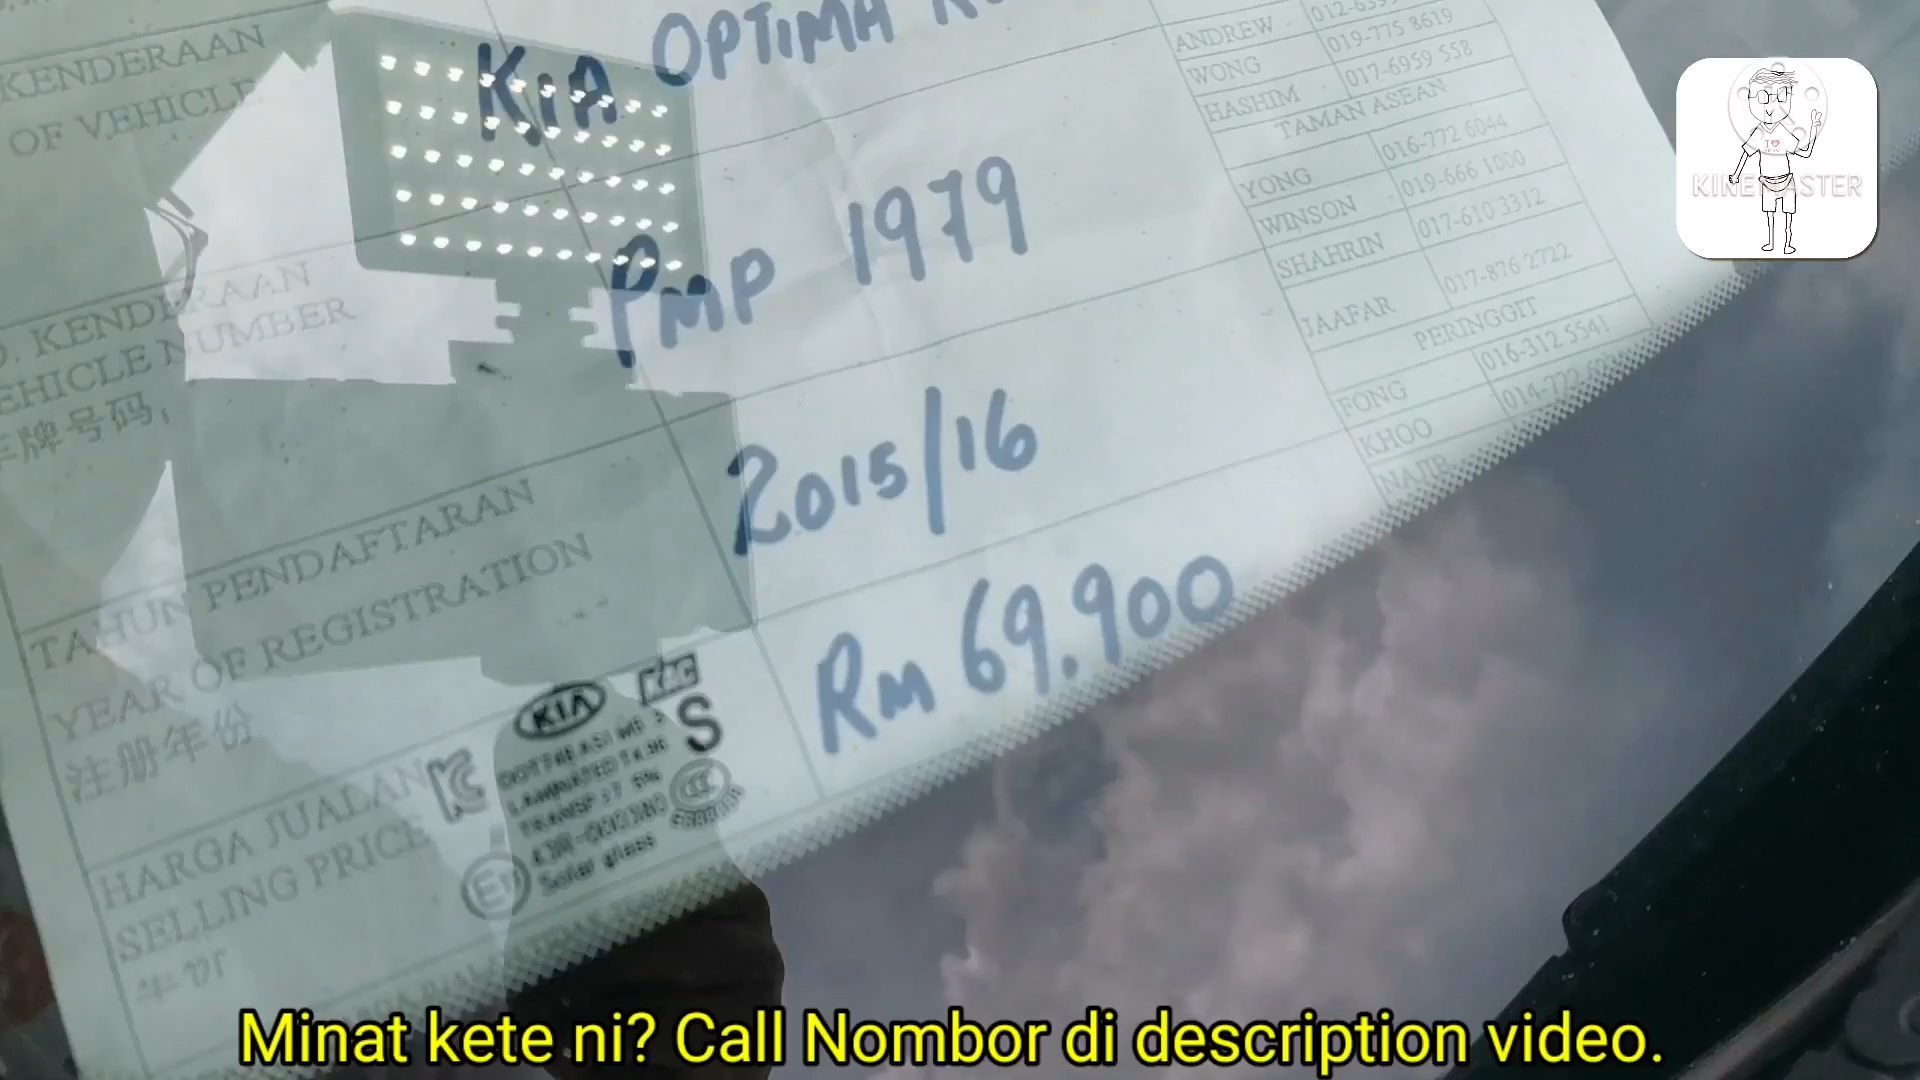 KENDERAAN
OF VEHICLE
KIA OPTIMA
KENDERAAN
VEHICLE NUMBER
车牌号码,
PMP 1979
TAHUN PENDAFTARAN
YEAR OF REGISTRATION
注册年份
2015/16
HARGA JUALAN
SELLING PRICE
RM 69.900
ANDREW
WONG 019-775 8619
HASHIM 017-6959 558
TAMAN ASEAN
YONG 016-772 6044
WINSON 019-666 1000
SHAHRIN 017-610 3312
JAAFAR 017-876 2722
PERINGGIT
FONG 016-312 5541
KHOO
NAJIB
KIA
S
LAMINATED
Solar glass
KINEMASTER
Minat kete ni? Call Nombor di description video.